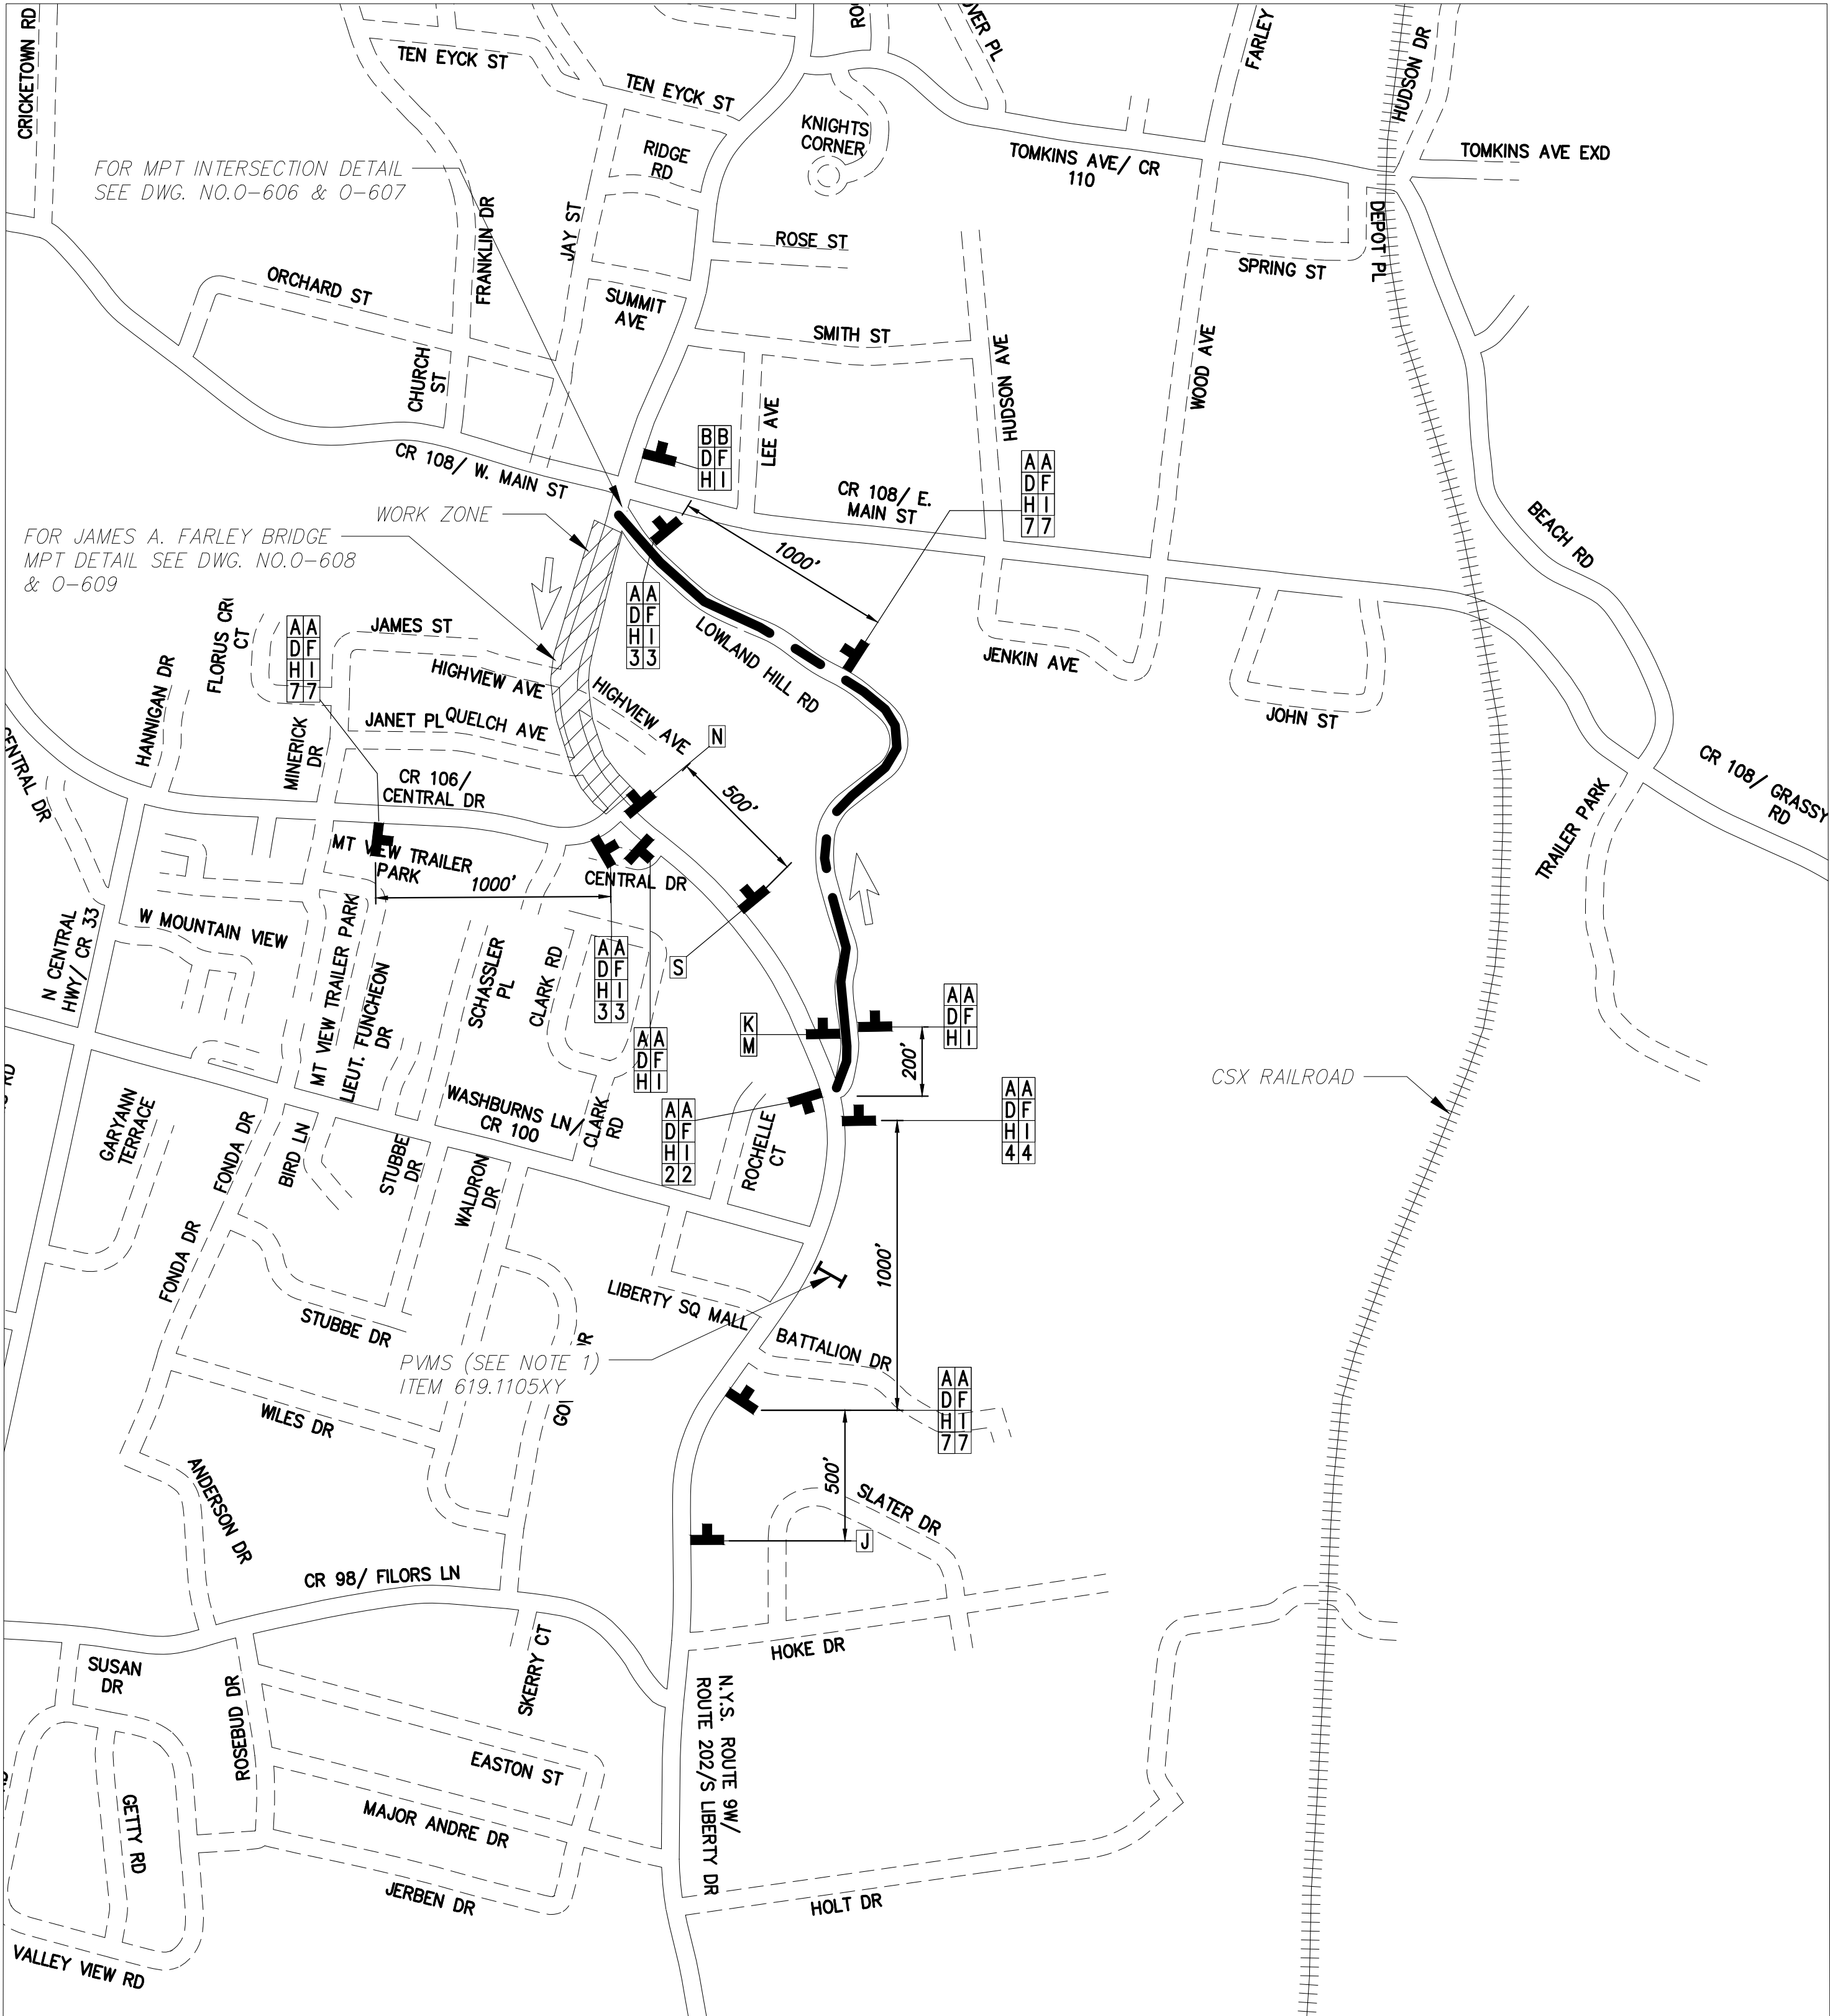 CRICKETOWN RD
TEN EYCK ST
TEN EYCK ST
OVER PL
FARLEY
HUDSON DR
KNIGHTS
CORNER
RIDGE
RD
TOMKINS AVE/ CR
110
TOMKINS AVE EXD
FOR MPT INTERSECTION DETAIL
SEE DWG. NO.O-606 & O-607
FRANKLIN DR
JAY ST
ROSE ST
DEPOT PL
SPRING ST
ORCHARD ST
SUMMIT
AVE
SMITH ST
HUDSON AVE
WOOD AVE
CHURCH
ST
LEE AVE
CR 108/ W. MAIN ST
B B
D F
H I
CR 108/ E.
MAIN ST
A A
D F
H I
7 7
BEACH RD
WORK ZONE
FOR JAMES A. FARLEY BRIDGE
MPT DETAIL SEE DWG. NO.O-608
& O-609
1000'
A A
D F
H I
3 3
LOWLAND HILL RD
JENKIN AVE
JOHN ST
FLORUS CR
CT
A A
D F
H I
7 7
JAMES ST
HIGHVIEW AVE
HIGHVIEW AVE
HANNIGAN DR
MINERICK
DR
JANET PL
QUELCH AVE
N
CENTRAL DR
CR 106/
CENTRAL DR
500'
CR 108/ GRASSY
RD
TRAILER PARK
MT VIEW TRAILER
PARK
1000'
CENTRAL DR
W MOUNTAIN VIEW
N CENTRAL
HWY/ CR 33
MT VIEW TRAILER PARK
LIEUT. FUNCHEON
DR
SCHASSLER
PL
CLARK RD
A A
D F
H I
3 3
S
K
M
A A
D F
H I
200'
A A
D F
H I
CSX RAILROAD
RD
GARYANN
TERRACE
FONDA DR
BIRD LN
STUBBE
DR
WASHBURNS LN/
CR 100
CLARK
RD
A A
D F
H I
2 2
ROCHELLE
CT
A A
D F
H I
4 4
WALDRON
DR
FONDA DR
STUBBE DR
LIBERTY SQ MALL
1000'
BATTALION DR
PVMS (SEE NOTE 1)
ITEM 619.1105XY
DR
GO
A A
D F
H I
7 7
WILES DR
ANDERSON DR
500'
SLATER DR
J
CR 98/ FILORS LN
HOKE DR
SUSAN
DR
ROSEBUD DR
SKERRY CT
N.Y.S. ROUTE 9W/
ROUTE 202/S LIBERTY DR
EASTON ST
GETTY RD
MAJOR ANDRE DR
JERBEN DR
HOLT DR
VALLEY VIEW RD